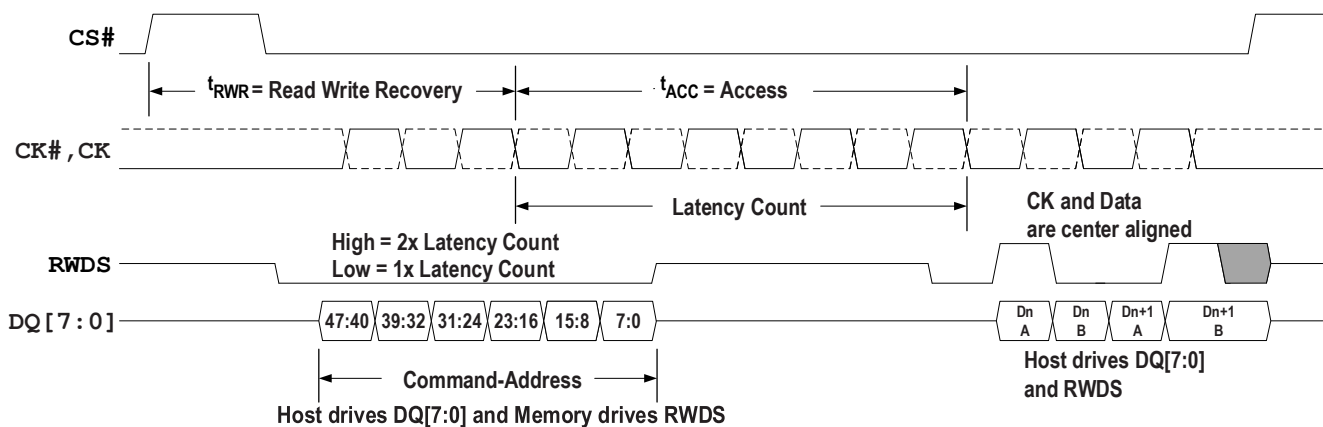 CS#
tRWR = Read Write Recovery
tACC = Access
CK#,CK
Latency Count
CK and Data
are center aligned
High = 2x Latency Count
Low = 1x Latency Count
RWDS
DQ[7:0]
47:40 39:32 31:24 23:16 15:8 7:0
Dn Dn Dn+1 Dn+1
A B A B
Command-Address
Host drives DQ[7:0]
and RWDS
Host drives DQ[7:0] and Memory drives RWDS